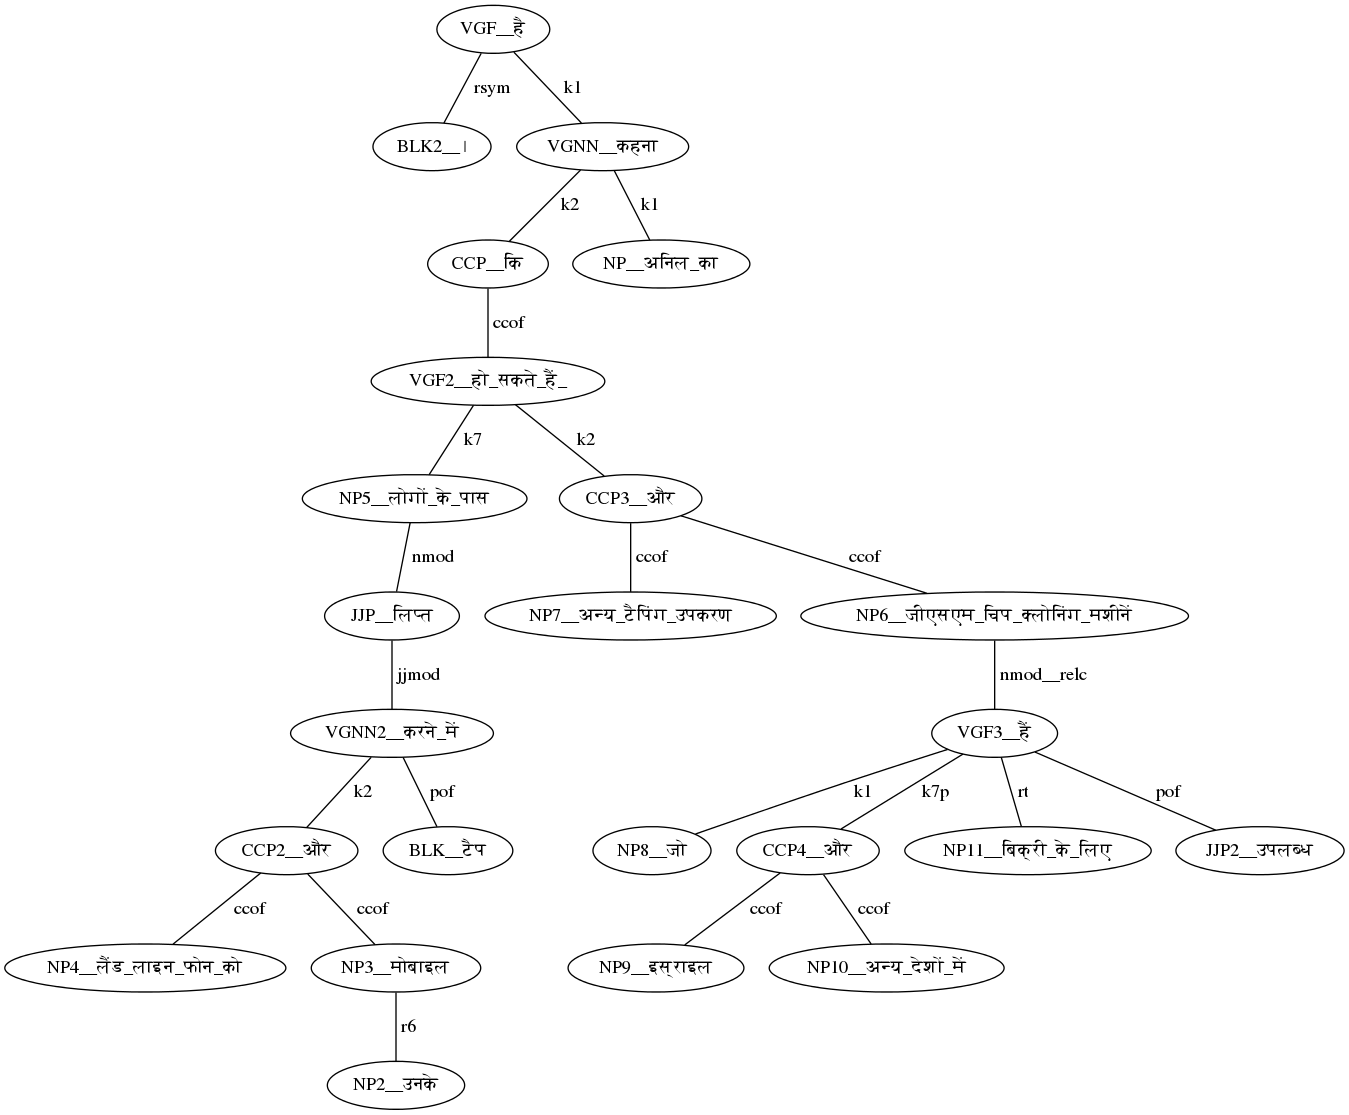 VGF__है
rsym k1
BLK2__। VGNN__कहना
k2 k1
CCP__कि NP__अनिल_का
ccof
VGF2__हो_सकते_हैं_
k7 k2
NP5__लोगों_के_पास CCP3__और
nmod ccof ccof
JJP__लिप्त NP7__अन्य_टैपिंग_उपकरण NP6__जीएसएम_चिप_क्लोनिंग_मशीनें
jjmod nmod__relc
VGNN2__करने_में VGF3__हैं
k2 pof k1 k7p rt pof
CCP2__और BLK__टैप NP8__जो CCP4__और NP11__बिक्री_के_लिए JJP2__उपलब्ध
ccof ccof ccof ccof
NP4__लैंड_लाइन_फोन_को NP3__मोबाइल NP9__इस्राइल NP10__अन्य_देशों_में
r6
NP2__उनके